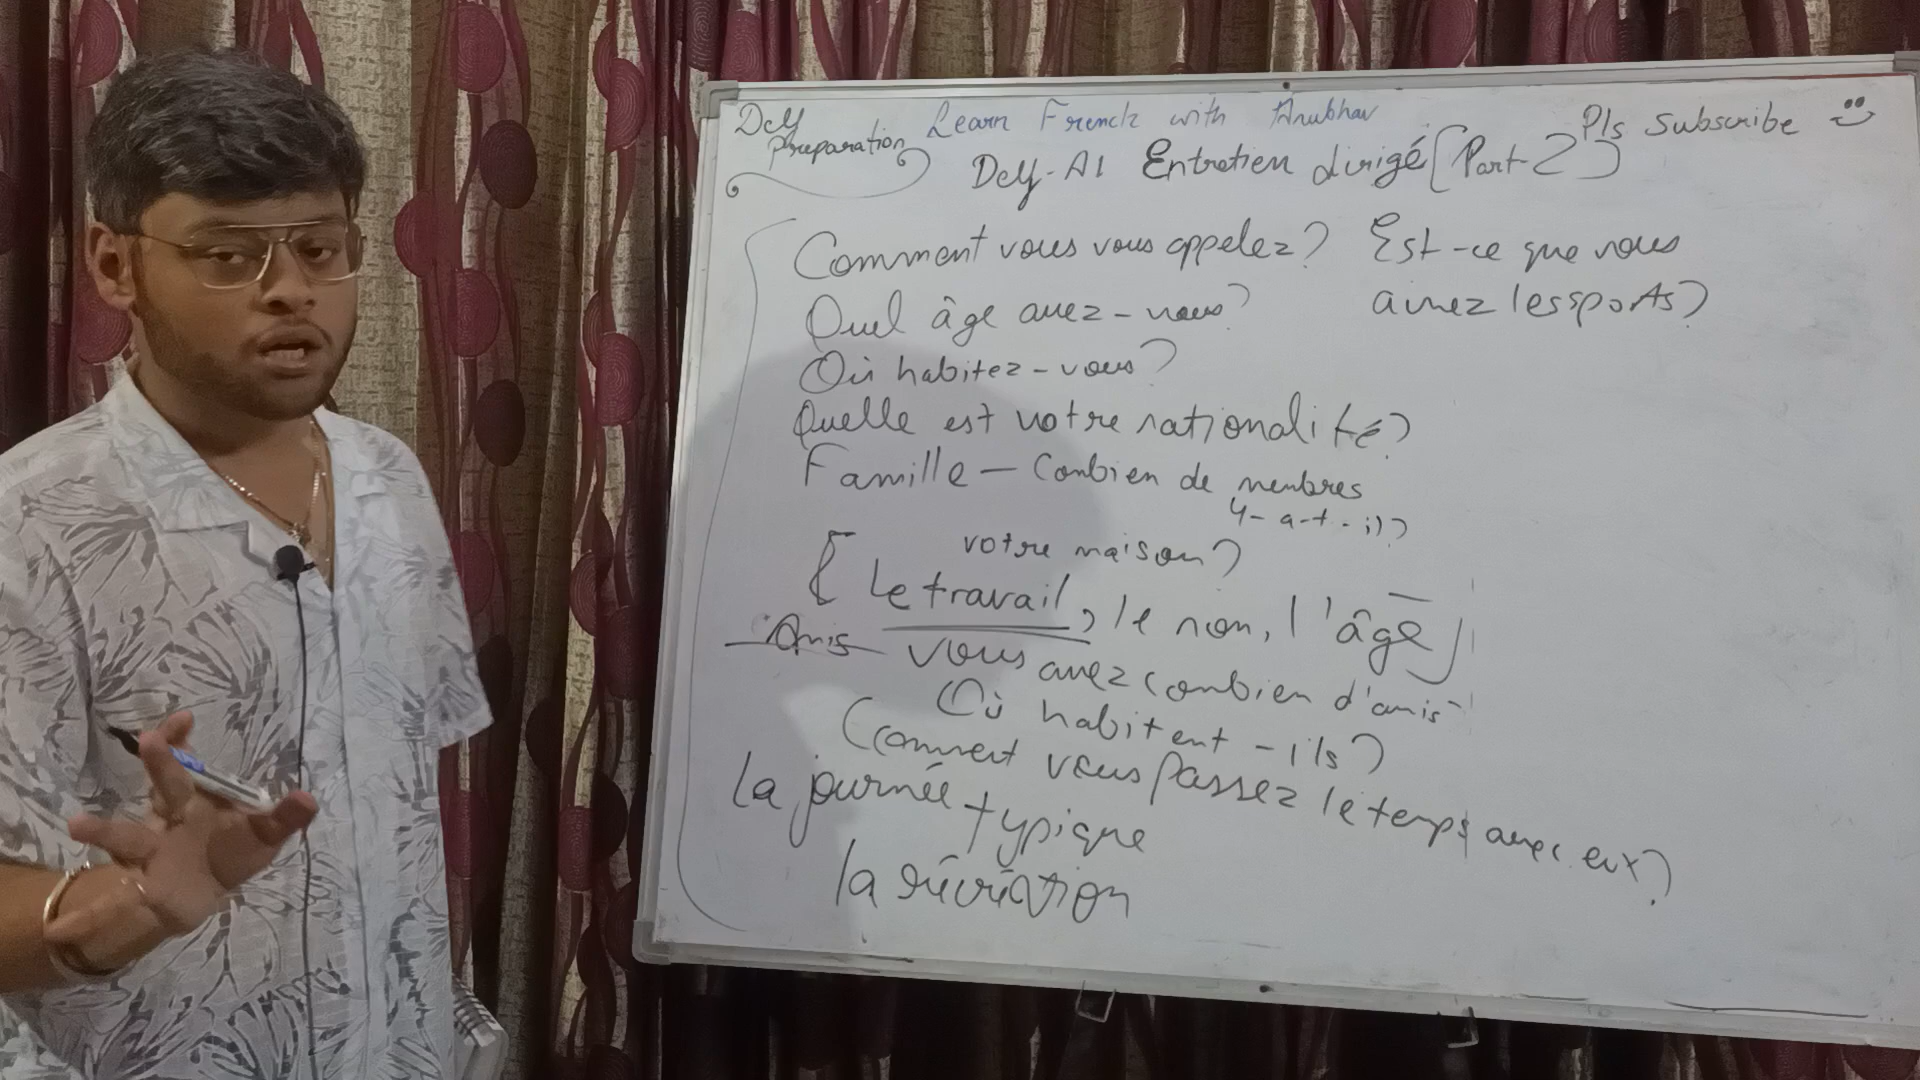 Delf preparation
Learn French with Anubhav
Pls Subscribe
Delf-A1 Entretien dirigé [Part-2]
Comment vous vous appelez?
Quel âge avez-vous?
Où habitez-vous?
Quelle est votre nationalité?
Famille — Combien de membres
y-a-t-il?
votre maison?
[Le travail, le nom, l'âge]
Amis vous avez combien d'amis
Où habitent-ils?
(comment vous passez le temps avec eux?
la journée typique
la récréation
Est-ce que vous
aimez les sports?